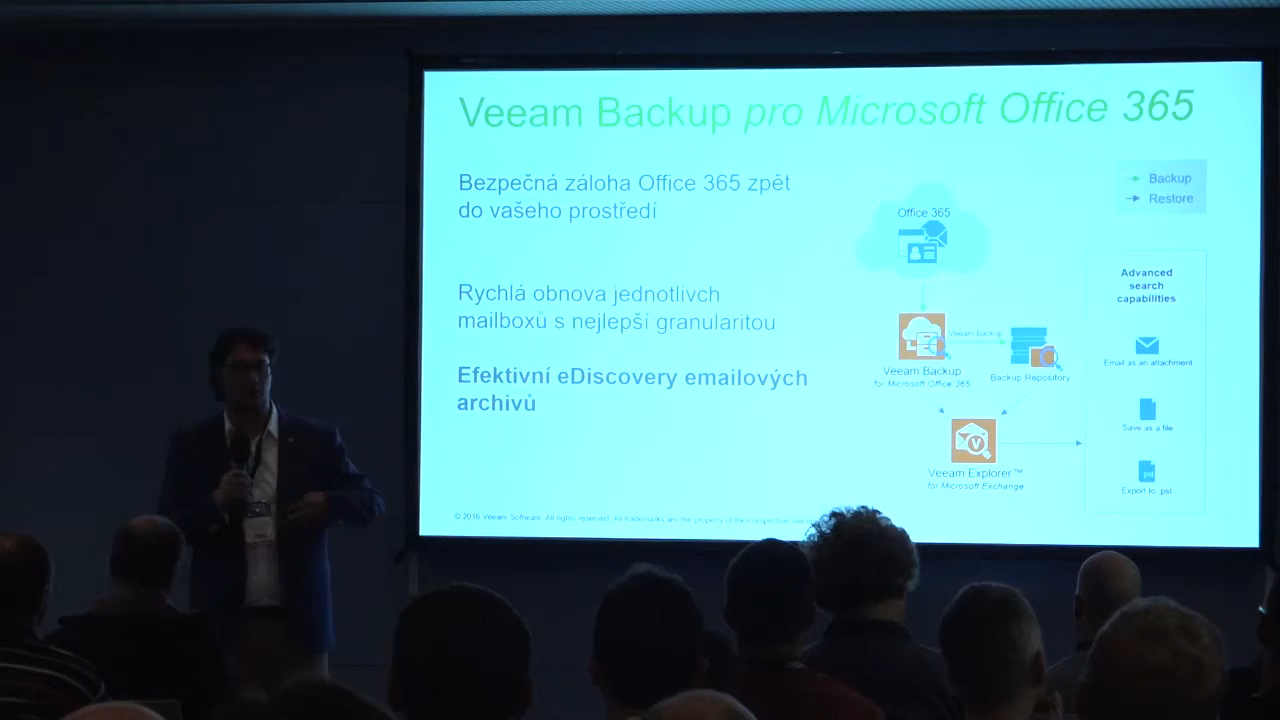 Veeam Backup pro Microsoft Office 365
Bezpečná záloha Office 365 zpět
do vašeho prostředí
Rychlá obnova jednotlivch
mailboxů s nejlepší granularitou
Efektivní eDiscovery emailových
archivů
Backup
Restore
Office 365
Veeam Backup
for Microsoft Office 365
Veeam Backup
Backup Repository
Veeam Explorer™
for Microsoft Exchange
Advanced
search
capabilities
Email as an attachment
Save as a file
.pst
Export to .pst
© 2016 Veeam Software. All rights reserved. All trademarks are the property of their respective